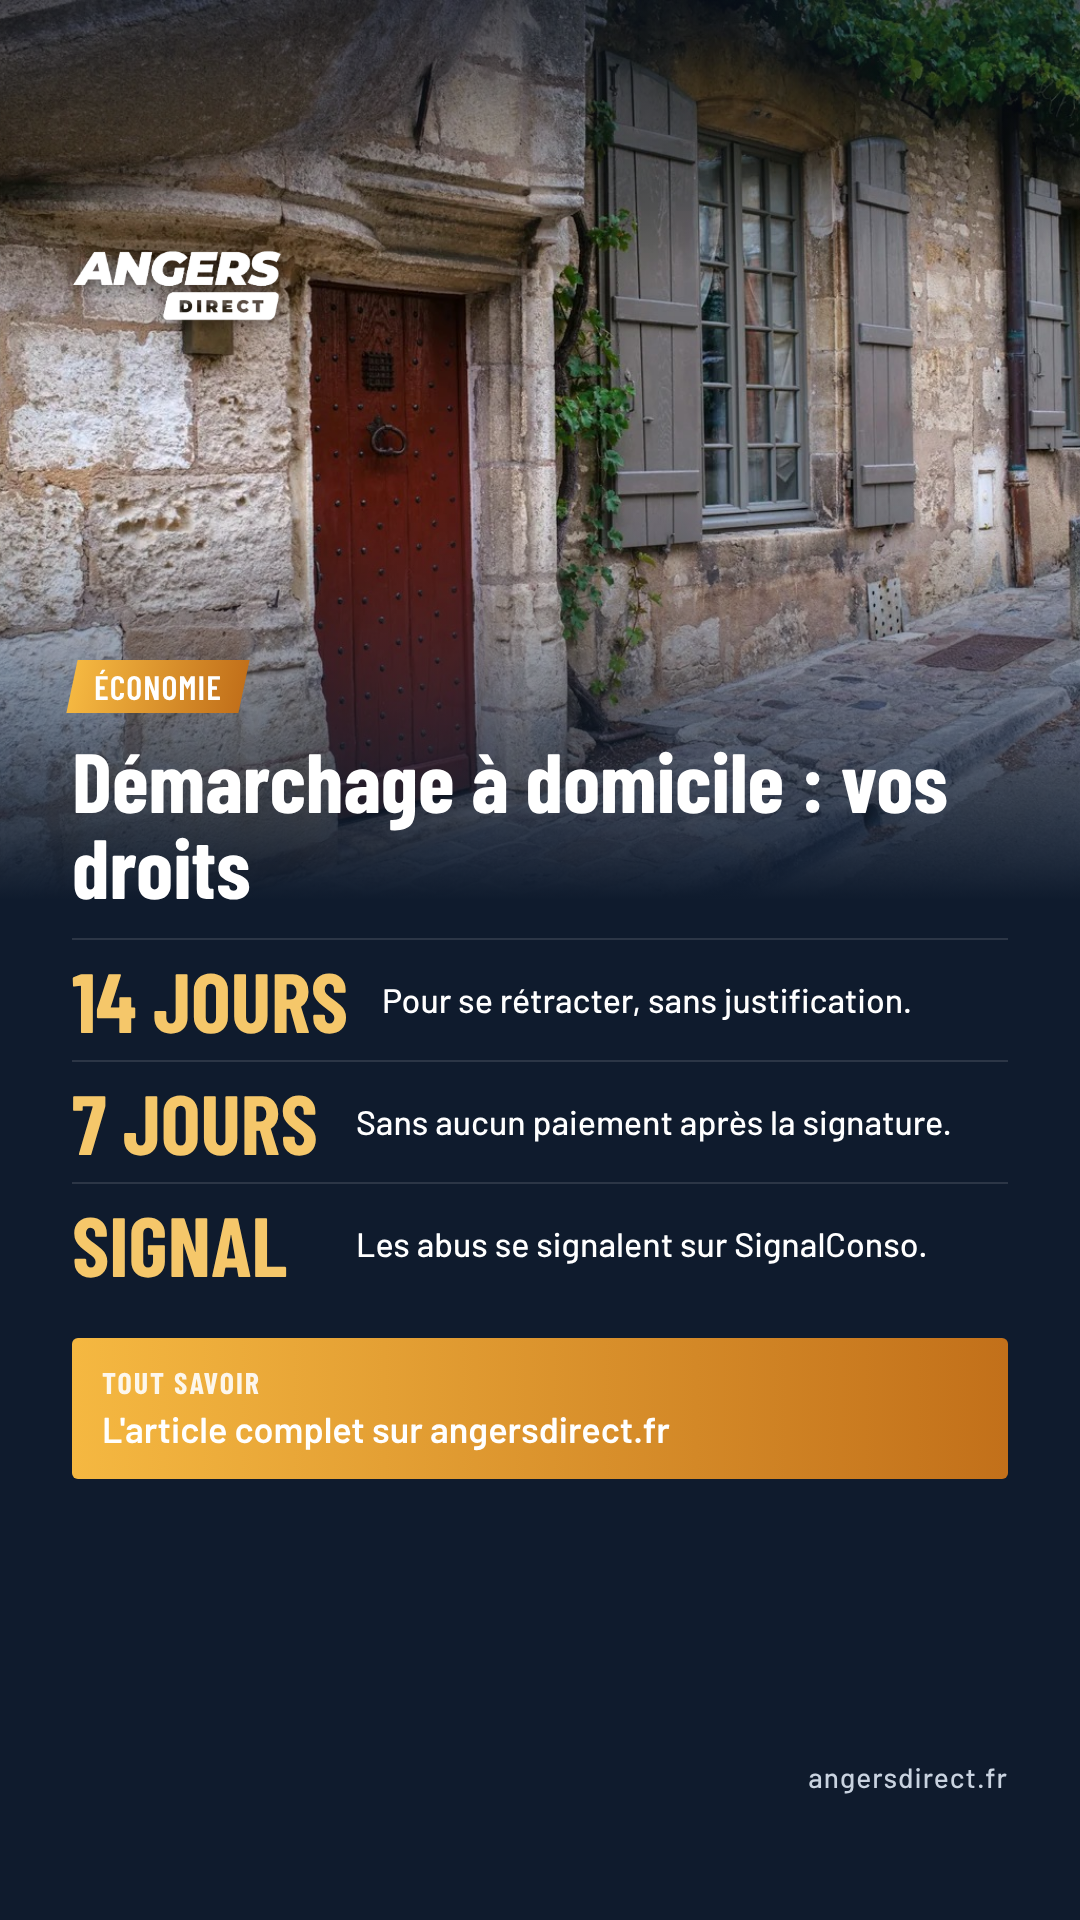 ANGERS
DIRECT
ÉCONOMIE
Démarchage à domicile : vos
droits
14 JOURS Pour se rétracter, sans justification.
7 JOURS Sans aucun paiement après la signature.
SIGNAL Les abus se signalent sur SignalConso.
TOUT SAVOIR
L'article complet sur angersdirect.fr
angersdirect.fr